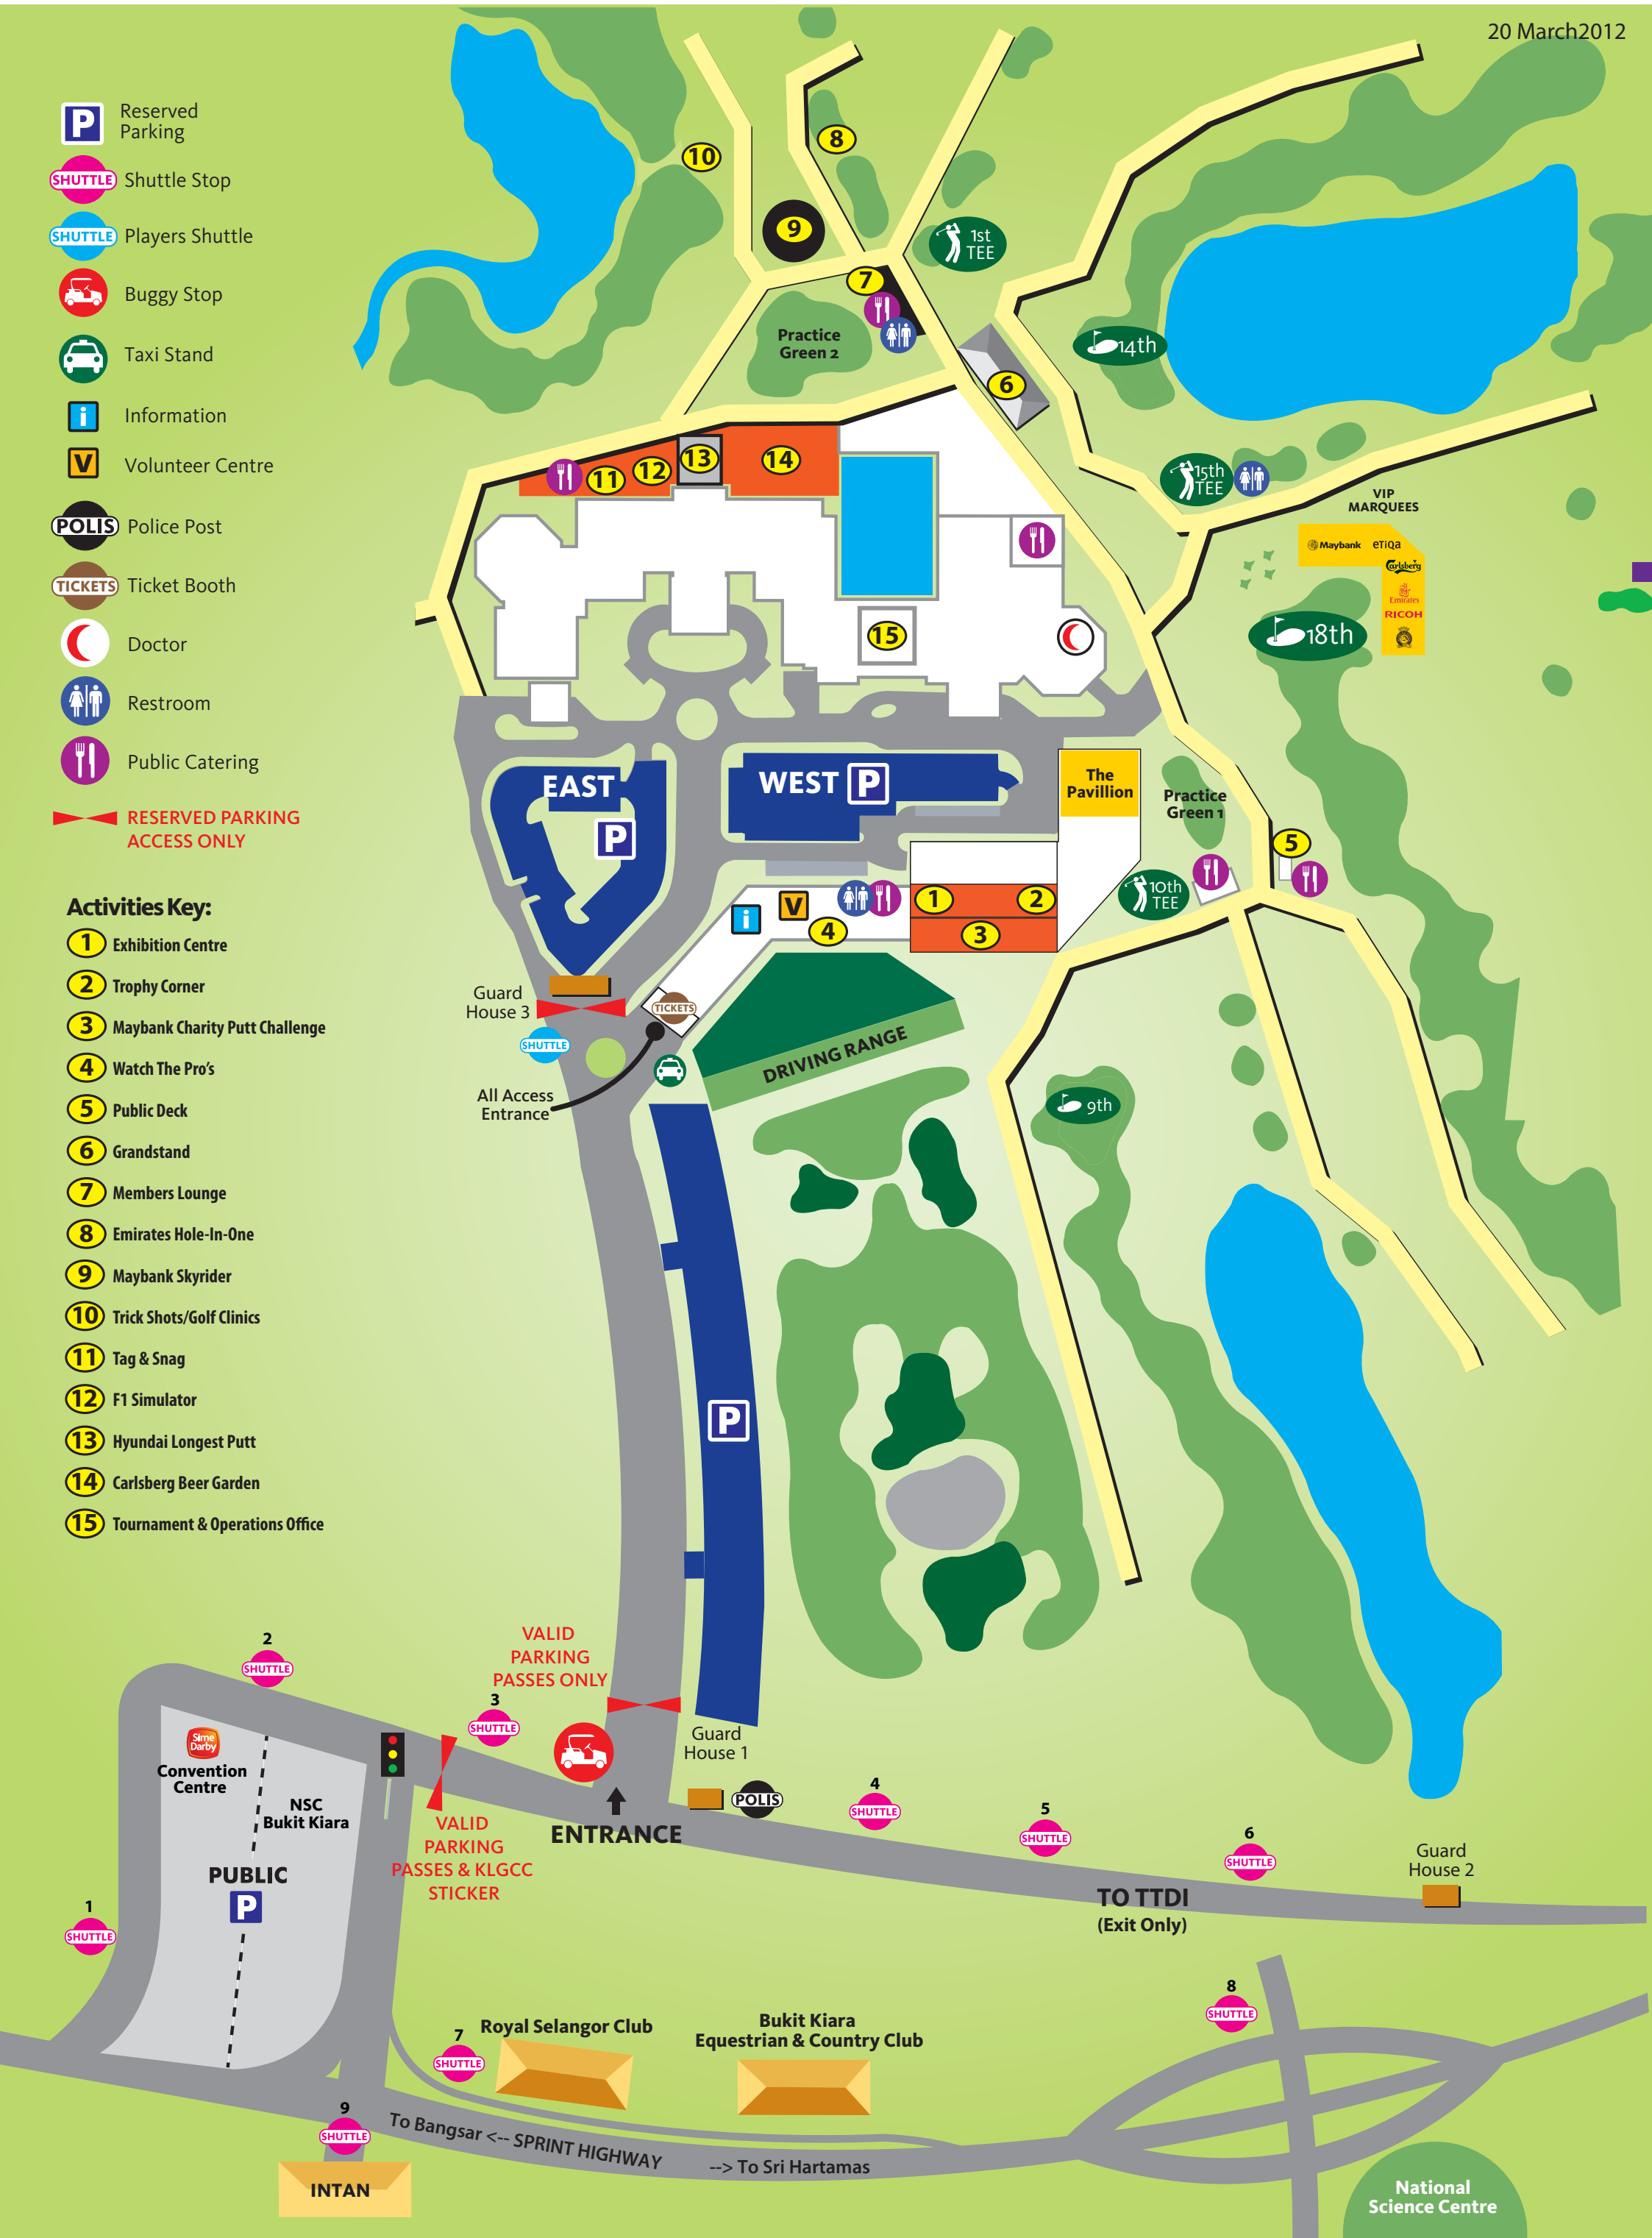 20 March2012
P
Reserved
Parking
SHUTTLE
Shuttle Stop
SHUTTLE
Players Shuttle
Buggy Stop
Taxi Stand
i
Information
V
Volunteer Centre
POLIS
Police Post
TICKETS
Ticket Booth
Doctor
Restroom
Public Catering
RESERVED PARKING
ACCESS ONLY
Activities Key:
1 Exhibition Centre
2 Trophy Corner
3 Maybank Charity Putt Challenge
4 Watch The Pro's
5 Public Deck
6 Grandstand
7 Members Lounge
8 Emirates Hole-In-One
9 Maybank Skyrider
10 Trick Shots/Golf Clinics
11 Tag & Snag
12 F1 Simulator
13 Hyundai Longest Putt
14 Carlsberg Beer Garden
15 Tournament & Operations Office
10
8
9
1st
TEE
7
Practice
Green 2
14th
6
13
14
12
11
15th
TEE
VIP
MARQUEES
Maybank
eTiQa
Carlsberg
Emirates
RICOH
18th
15
EAST
P
WEST P
The
Pavillion
Practice
Green 1
5
10th
TEE
1
2
3
i
V
4
Guard
House 3
TICKETS
SHUTTLE
All Access
Entrance
DRIVING RANGE
9th
P
VALID
PARKING
PASSES ONLY
2
SHUTTLE
3
SHUTTLE
Guard
House 1
Sime
Darby
Convention
Centre
NSC
Bukit Kiara
PUBLIC
P
VALID
PARKING
PASSES & KLGCC
STICKER
ENTRANCE
POLIS
4
SHUTTLE
5
SHUTTLE
6
SHUTTLE
Guard
House 2
TO TTDI
(Exit Only)
1
SHUTTLE
8
SHUTTLE
7
SHUTTLE
Royal Selangor Club
Bukit Kiara
Equestrian & Country Club
9
SHUTTLE
INTAN
To Bangsar <-- SPRINT HIGHWAY
--> To Sri Hartamas
National
Science Centre